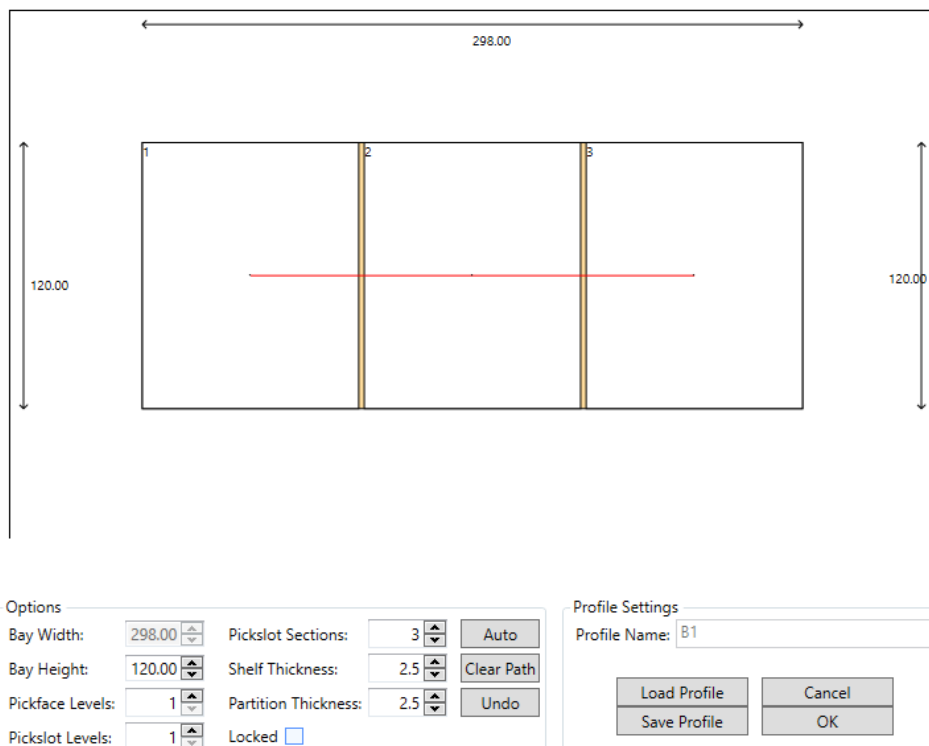 298.00
1 2 3
120.00 120.00
Options
Bay Width: 298.00 Pickslot Sections: 3 Auto
Bay Height: 120.00 Shelf Thickness: 2.5 Clear Path
Pickface Levels: 1 Partition Thickness: 2.5 Undo
Pickslot Levels: 1 Locked
Profile Settings
Profile Name: B1
Load Profile Cancel
Save Profile OK